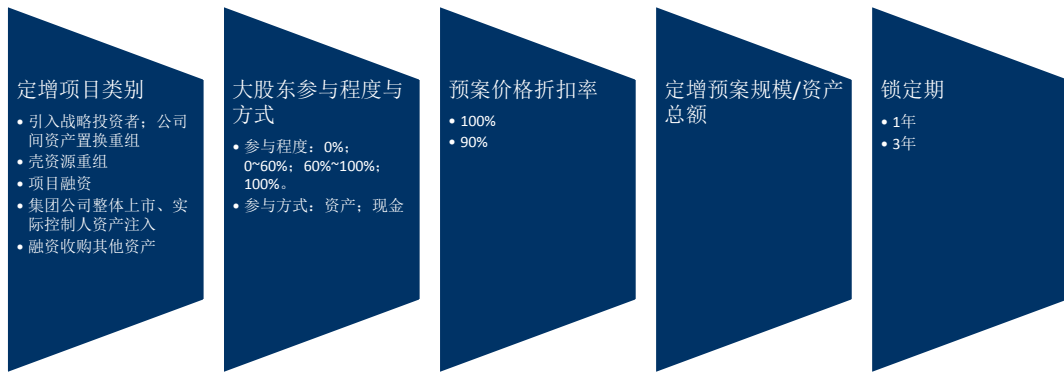 定增项目类别
• 引入战略投资者；公司
间资产置换重组
• 壳资源重组
• 项目融资
• 集团公司整体上市、实
际控制人资产注入
• 融资收购其他资产
大股东参与程度与
方式
• 参与程度：0%；
0~60%；60%~100%；
100%。
• 参与方式：资产；现金
预案价格折扣率
• 100%
• 90%
定增预案规模/资产
总额
锁定期
• 1年
• 3年